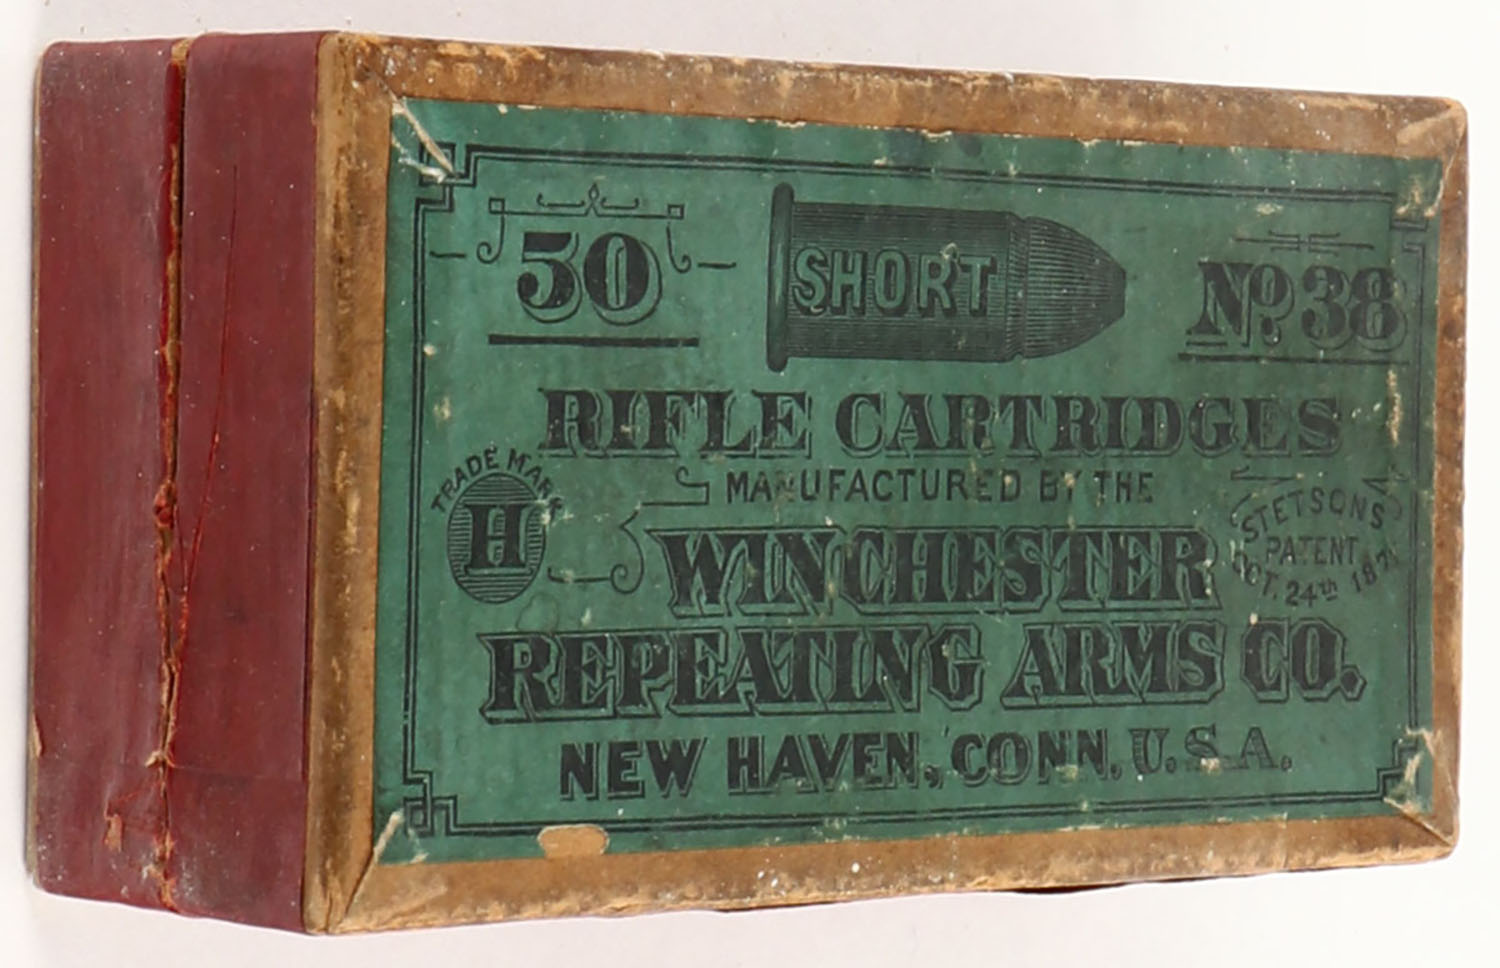 50
SHORT
No. 38
RIFLE CARTRIDGES
MANUFACTURED BY THE
TRADE MARK
H
WINCHESTER
STETSONS
PATENT
OCT. 24th
REPEATING ARMS CO.
NEW HAVEN, CONN. U.S.A.